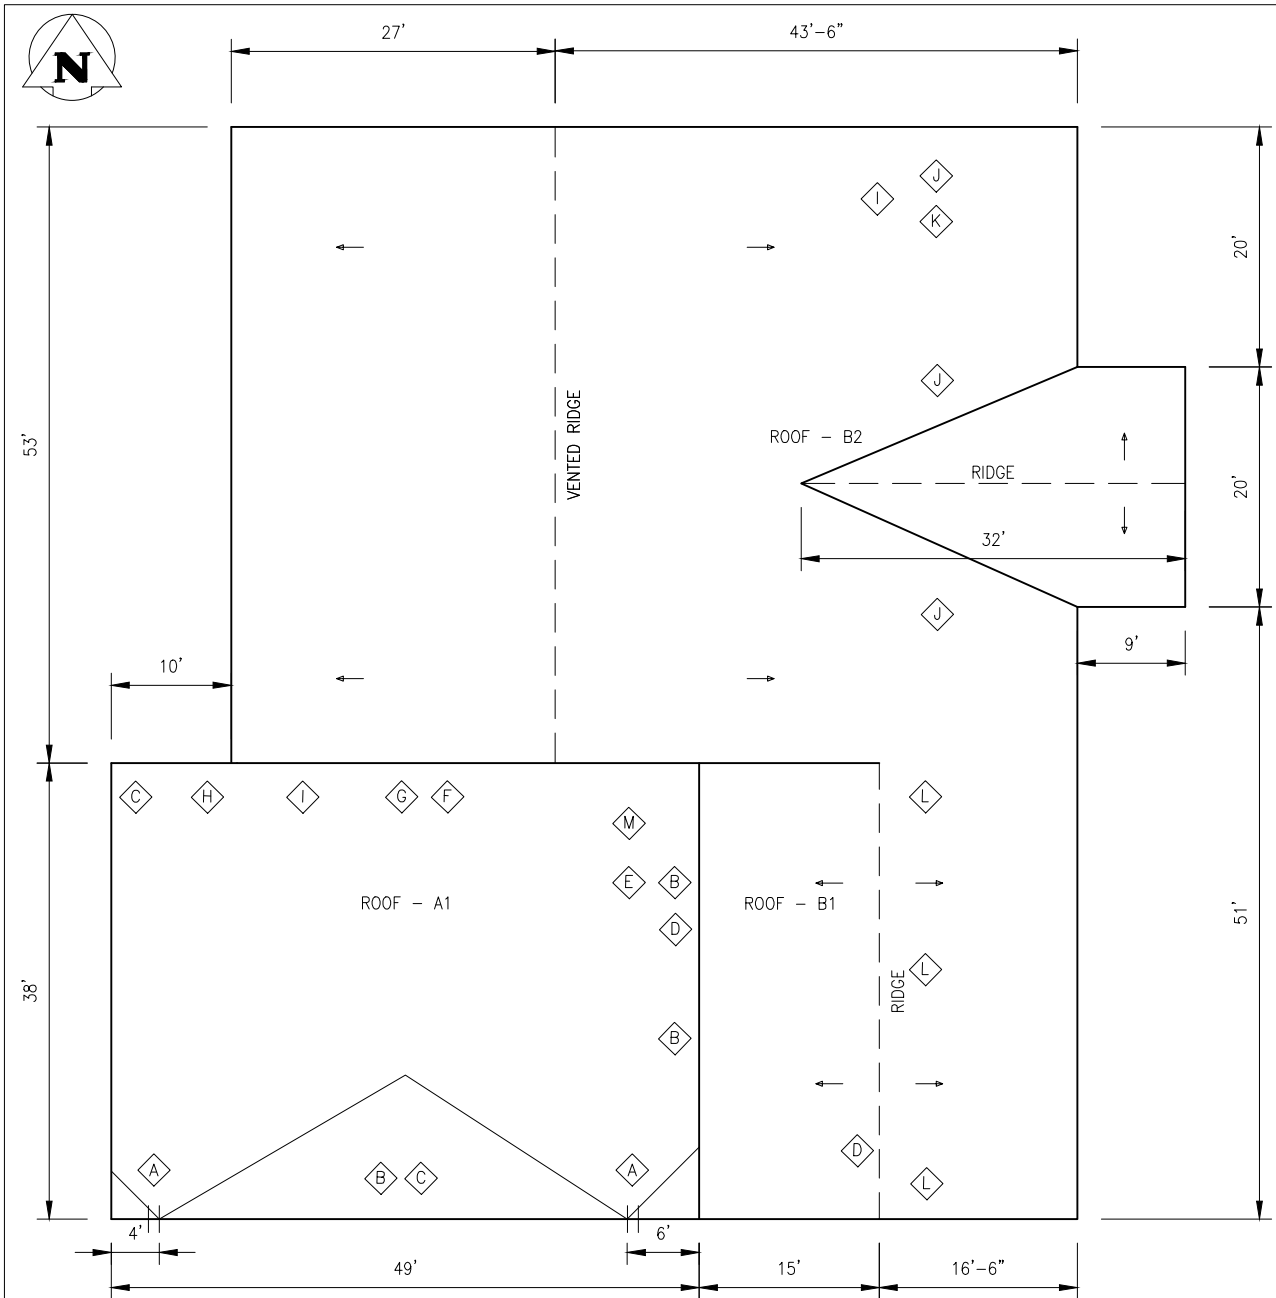 27'
43'-6"
N
J
I
K
20'
53'
VENTED RIDGE
J
ROOF - B2
RIDGE
20'
32'
J
9'
10'
C
H
I
G
F
L
M
E
B
ROOF - A1
ROOF - B1
D
51'
38'
RIDGE
L
B
D
A
A
B
C
L
4'
6'
49'
15'
16'-6"